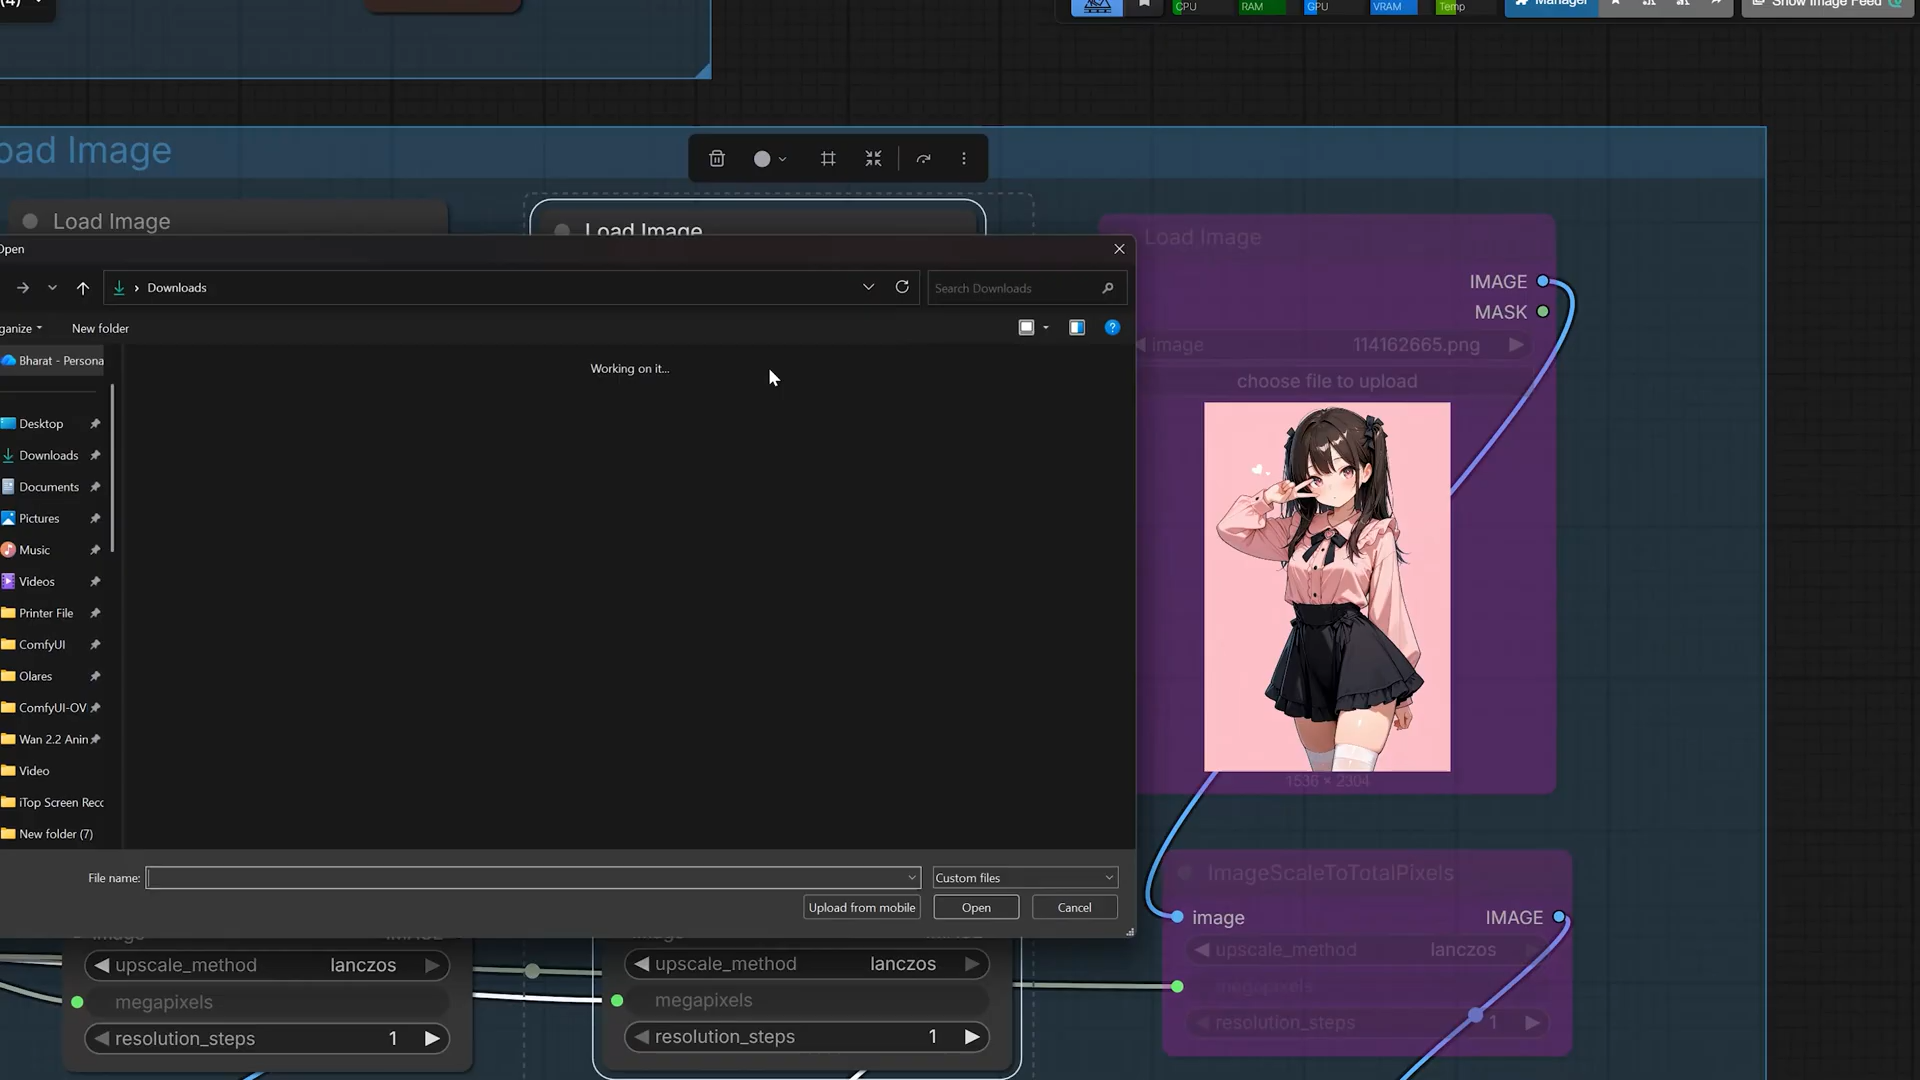 (4)
CPU
RAM
GPU
VRAM
Temp
Manager
Show Image Feed
oad Image
Load Image
Load Image
Load Image
Open
Downloads
Search Downloads
ganize
New folder
IMAGE
MASK
image
114162665.png
choose file to upload
Bharat - Persona
Working on it...
Desktop
Downloads
Documents
Pictures
Music
Videos
Printer File
ComfyUI
Olares
ComfyUI-OV
Wan 2.2 Anin
Video
iTop Screen Recc
New folder (7)
1536 × 2304
File name:
Custom files
Upload from mobile
Open
Cancel
ImageScaleToTotalPixels
image
IMAGE
upscale_method
lanczos
megapixels
resolution_steps
1
upscale_method
lanczos
megapixels
resolution_steps
1
upscale_method
lanczos
megapixels
resolution_steps
1